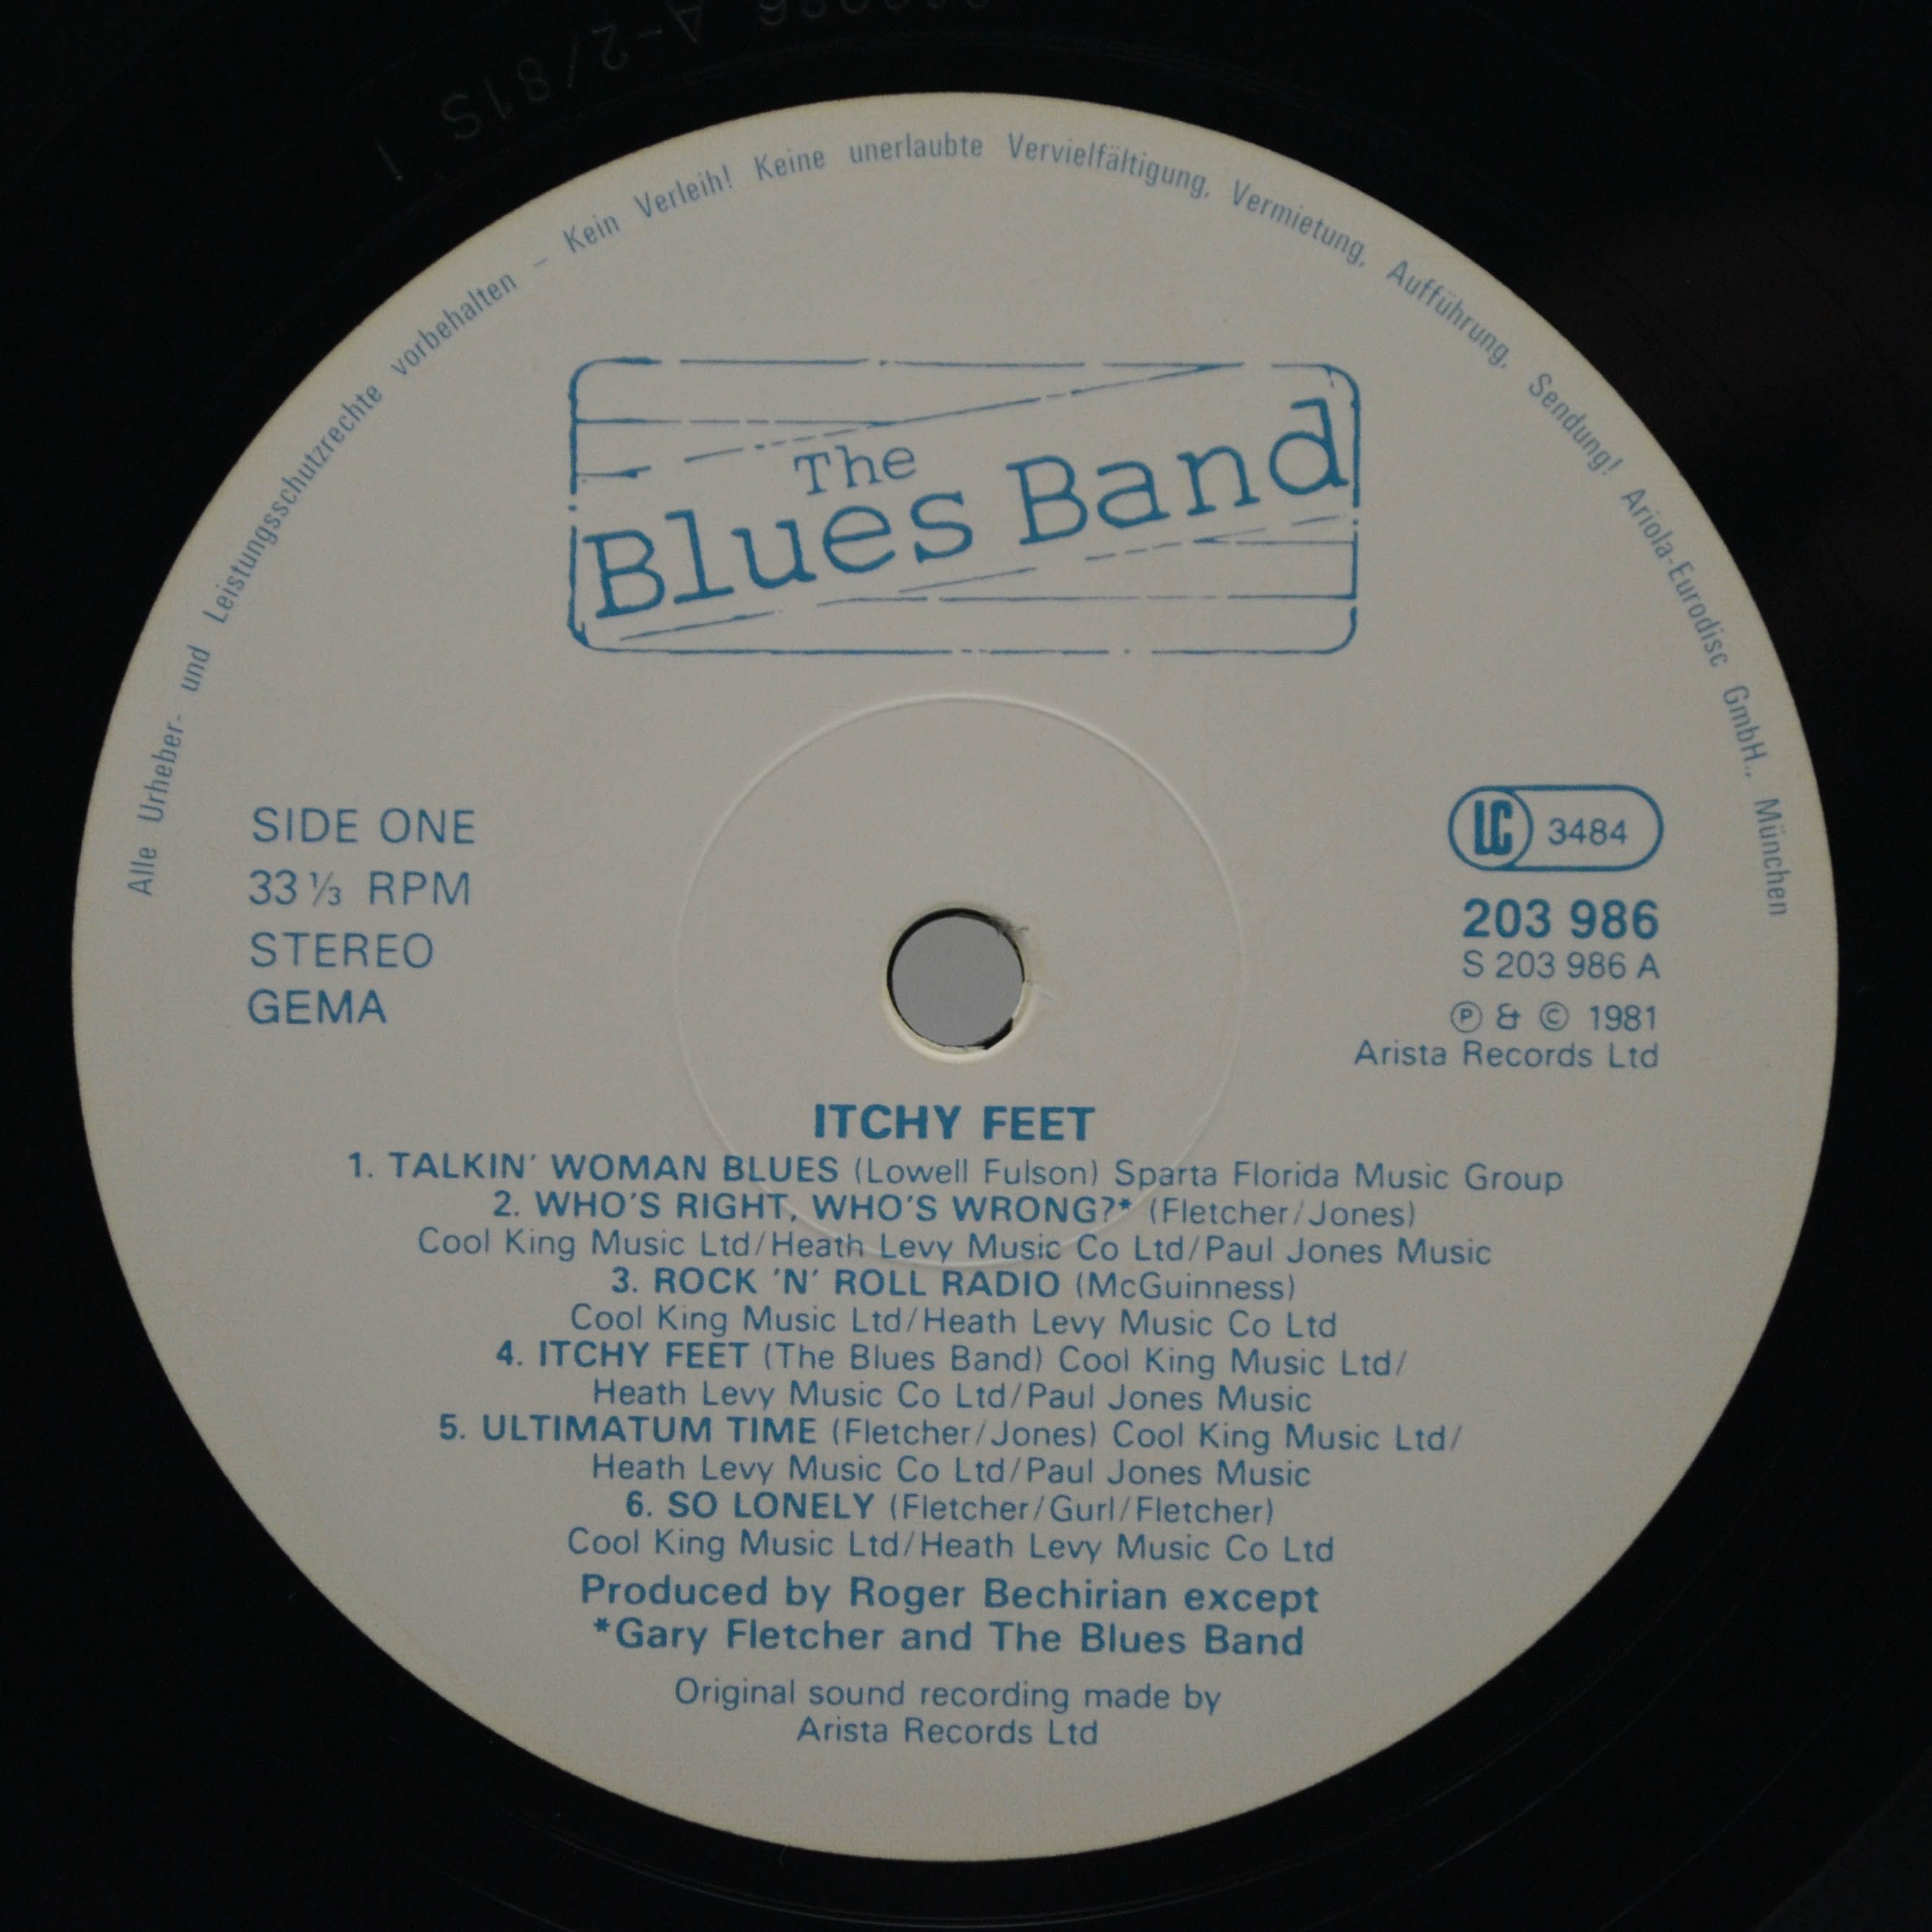 A-2/81S 1
Alle Urheber- und Leistungsschutzrechte vorbehalten – Kein Verleih! Keine unerlaubte Vervielfältigung, Vermietung, Aufführung, Sendung! Ariola-Eurodisc GmbH., München
The
Blues Band
SIDE ONE
33 ⅓ RPM
STEREO
GEMA
LC 3484
203 986
S 203 986 A
Ⓟ & © 1981
Arista Records Ltd
ITCHY FEET
1. TALKIN' WOMAN BLUES (Lowell Fulson) Sparta Florida Music Group
2. WHO'S RIGHT, WHO'S WRONG?* (Fletcher/Jones)
Cool King Music Ltd/Heath Levy Music Co Ltd/Paul Jones Music
3. ROCK 'N' ROLL RADIO (McGuinness)
Cool King Music Ltd/Heath Levy Music Co Ltd
4. ITCHY FEET (The Blues Band) Cool King Music Ltd/
Heath Levy Music Co Ltd/Paul Jones Music
5. ULTIMATUM TIME (Fletcher/Jones) Cool King Music Ltd/
Heath Levy Music Co Ltd/Paul Jones Music
6. SO LONELY (Fletcher/Gurl/Fletcher)
Cool King Music Ltd/Heath Levy Music Co Ltd
Produced by Roger Bechirian except
*Gary Fletcher and The Blues Band
Original sound recording made by
Arista Records Ltd